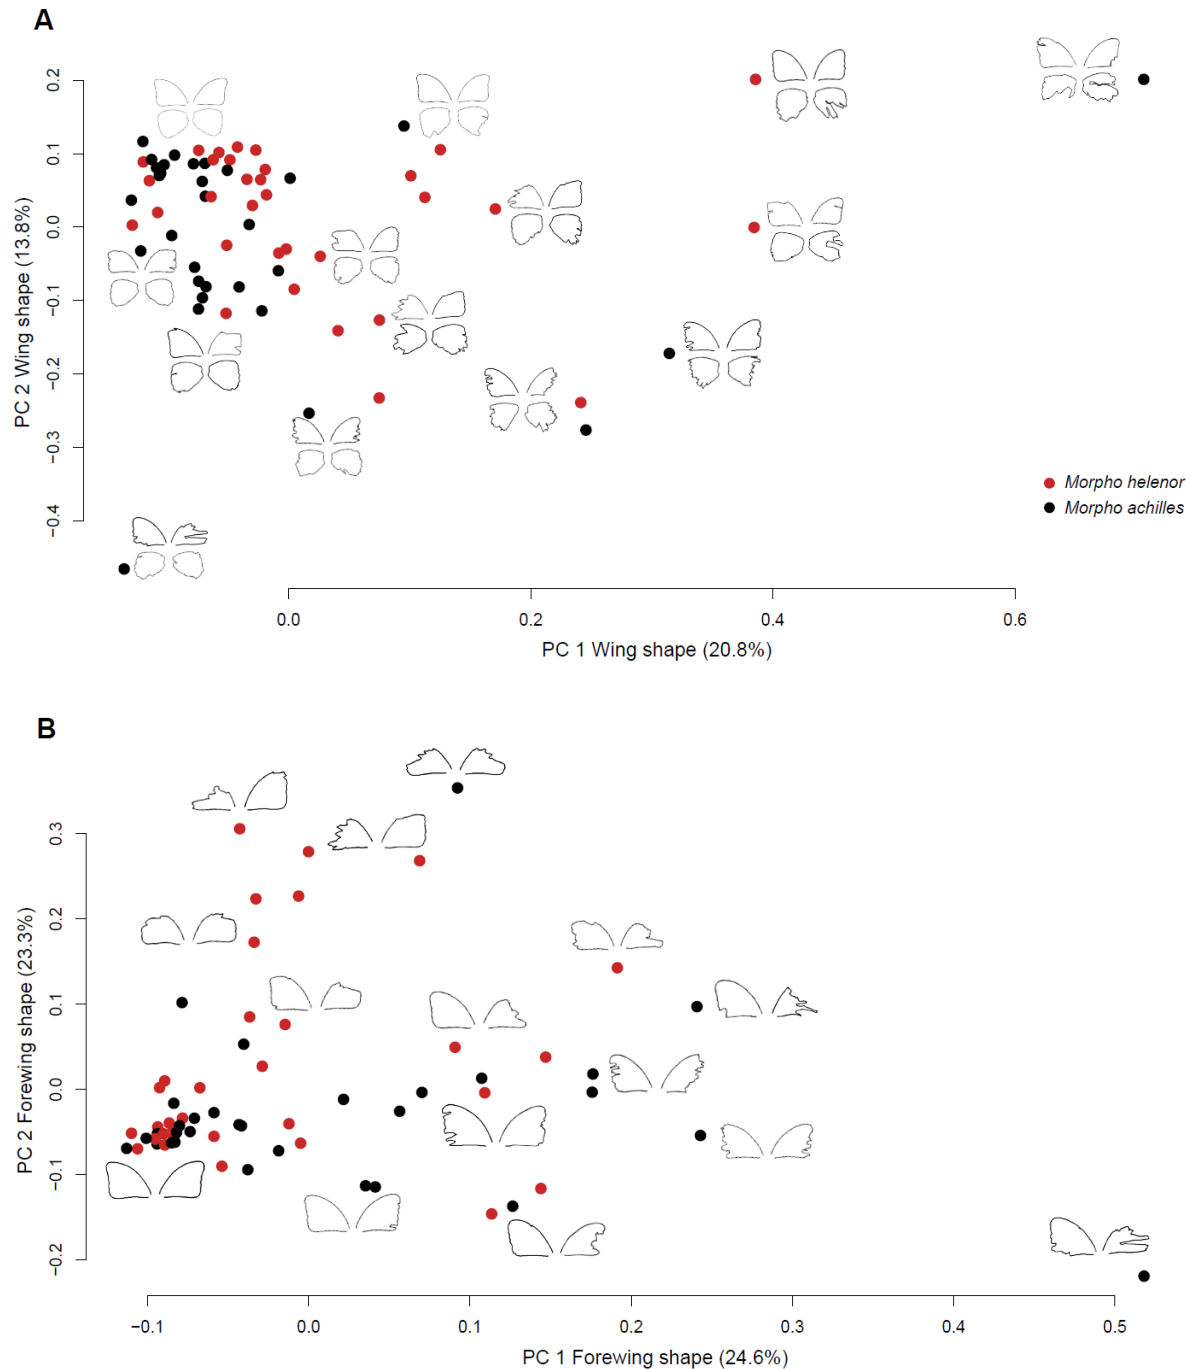 A
PC 2 Wing shape (13.8%)
0.2
0.1
0.0
−0.1
−0.2
−0.3
−0.4
Morpho helenor
Morpho achilles
0.0 0.2 0.4 0.6
PC 1 Wing shape (20.8%)
B
PC 2 Forewing shape (23.3%)
0.3
0.2
0.1
0.0
−0.1
−0.2
−0.1 0.0 0.1 0.2 0.3 0.4 0.5
PC 1 Forewing shape (24.6%)